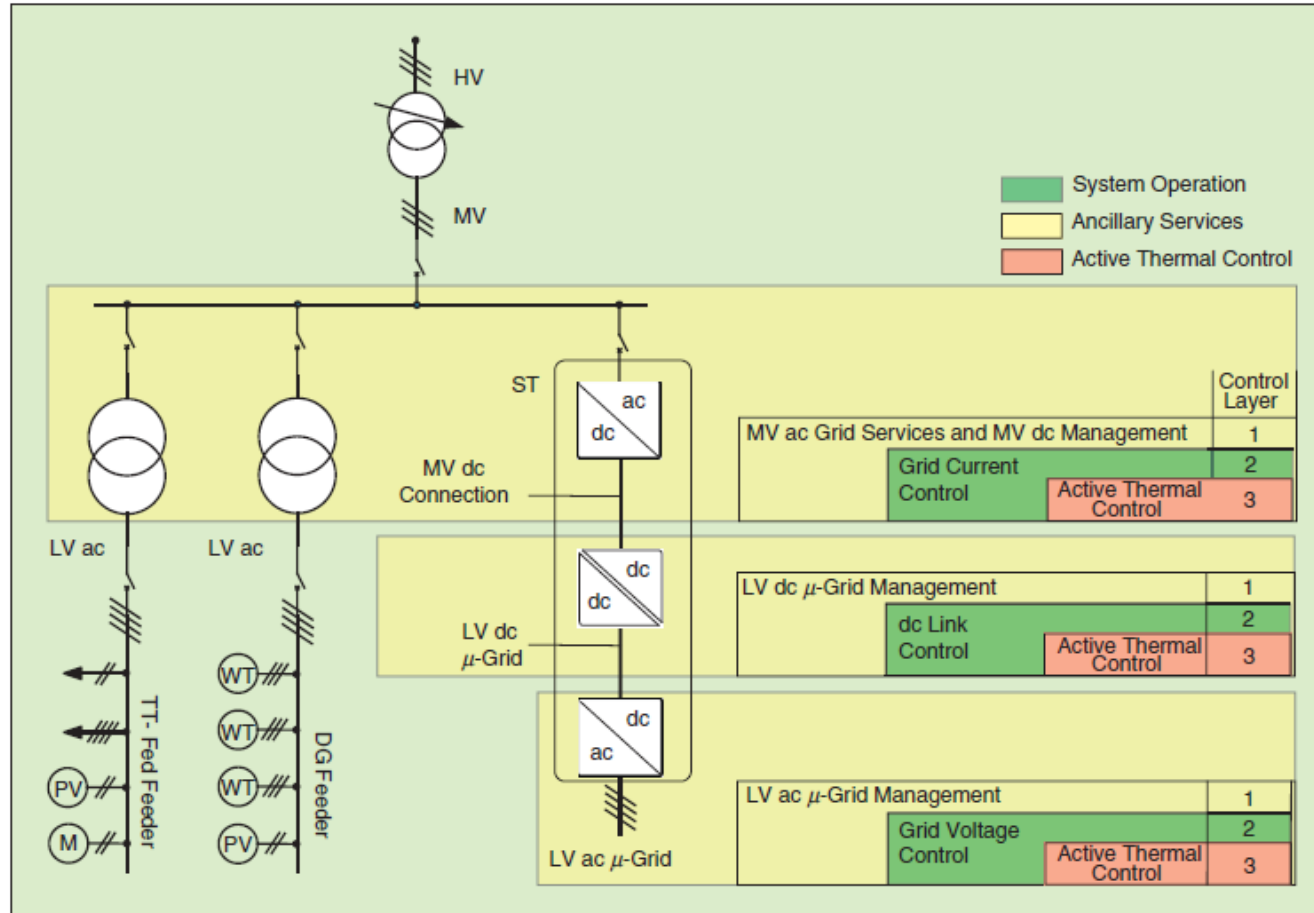 HV
MV
System Operation
Ancillary Services
Active Thermal Control
ST
ac
dc
Control
Layer
MV ac Grid Services and MV dc Management 1
Grid Current
Control
2
Active Thermal
Control
3
MV dc
Connection
LV ac
LV ac
dc
dc
LV dc μ-Grid Management 1
dc Link
Control
2
Active Thermal
Control
3
LV dc
μ-Grid
WT
WT
WT
PV
PV
M
TT- Fed Feeder
DG Feeder
dc
ac
LV ac μ-Grid Management 1
Grid Voltage
Control
2
Active Thermal
Control
3
LV ac μ-Grid